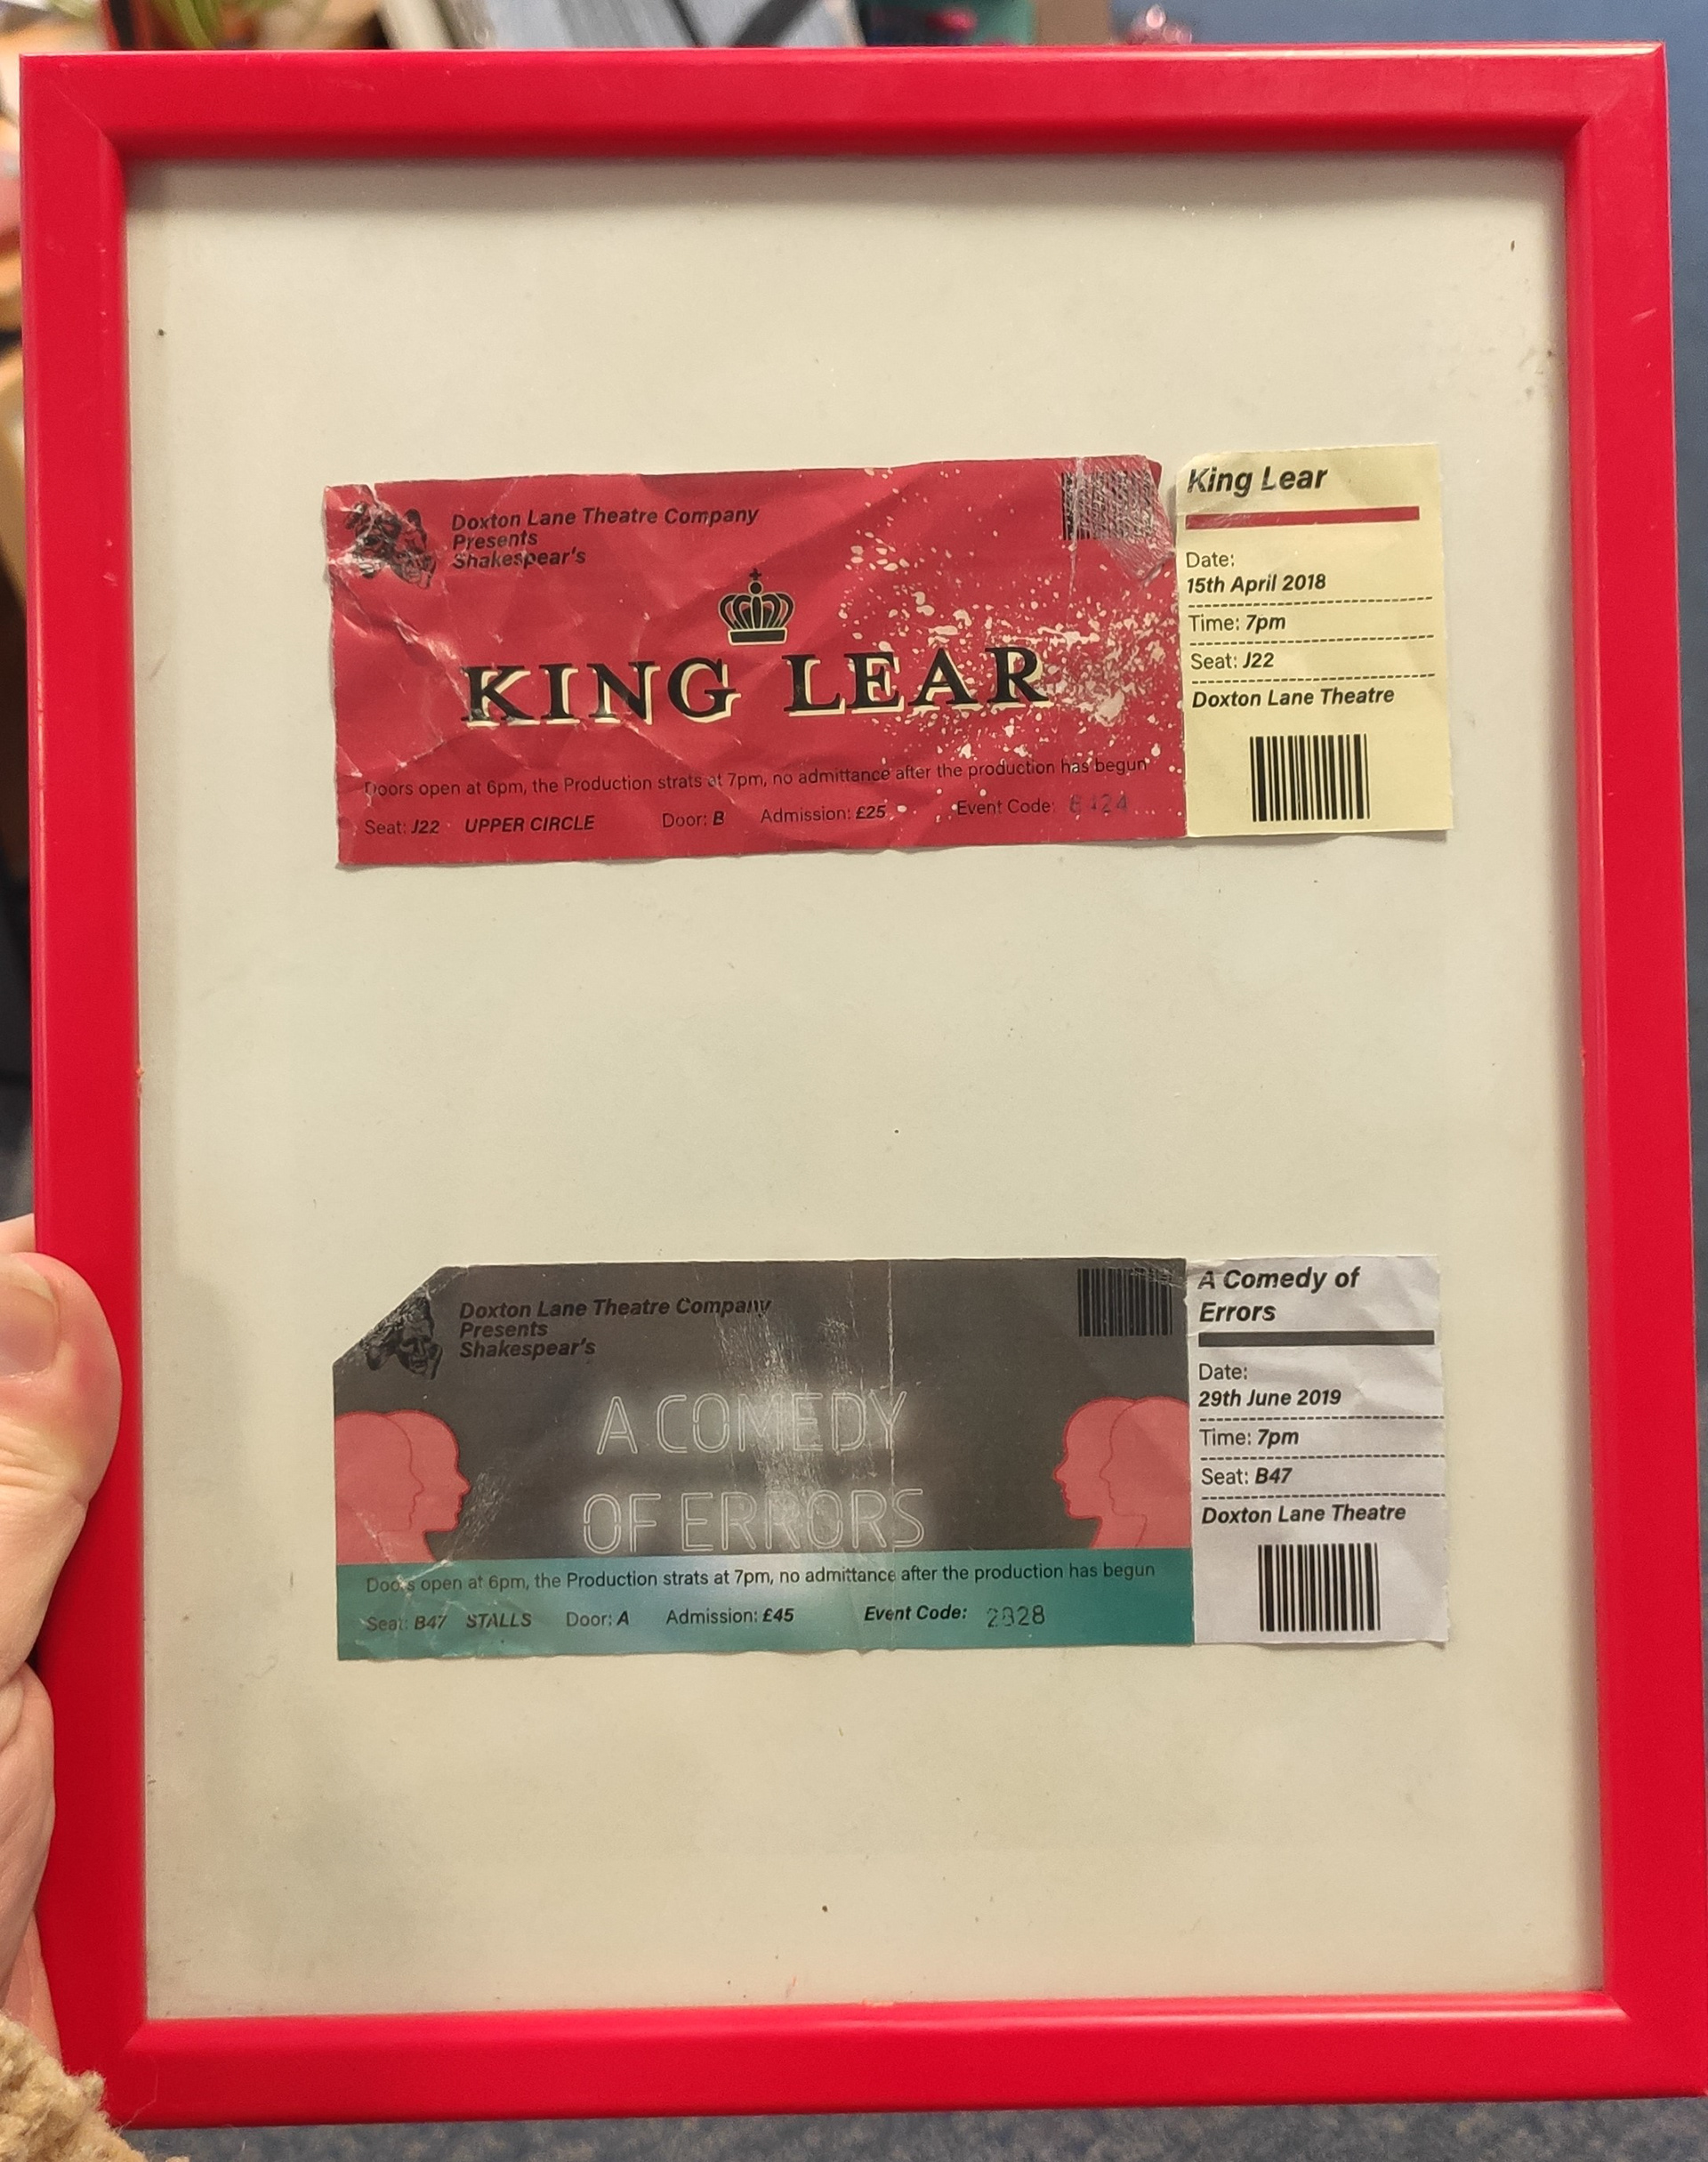 Doxton Lane Theatre Company
Presents
Shakespear's
KING LEAR
Doors open at 6pm, the Production strats at 7pm, no admittance after the production has begun
Seat: J22 UPPER CIRCLE Door: B Admission: £25 Event Code:
King Lear
Date:
15th April 2018
Time: 7pm
Seat: J22
Doxton Lane Theatre
Doxton Lane Theatre Company
Presents
Shakespear's
A COMEDY
OF ERRORS
Doors open at 6pm, the Production strats at 7pm, no admittance after the production has begun
Seat: B47 STALLS Door: A Admission: £45 Event Code:
A Comedy of
Errors
Date:
29th June 2019
Time: 7pm
Seat: B47
Doxton Lane Theatre